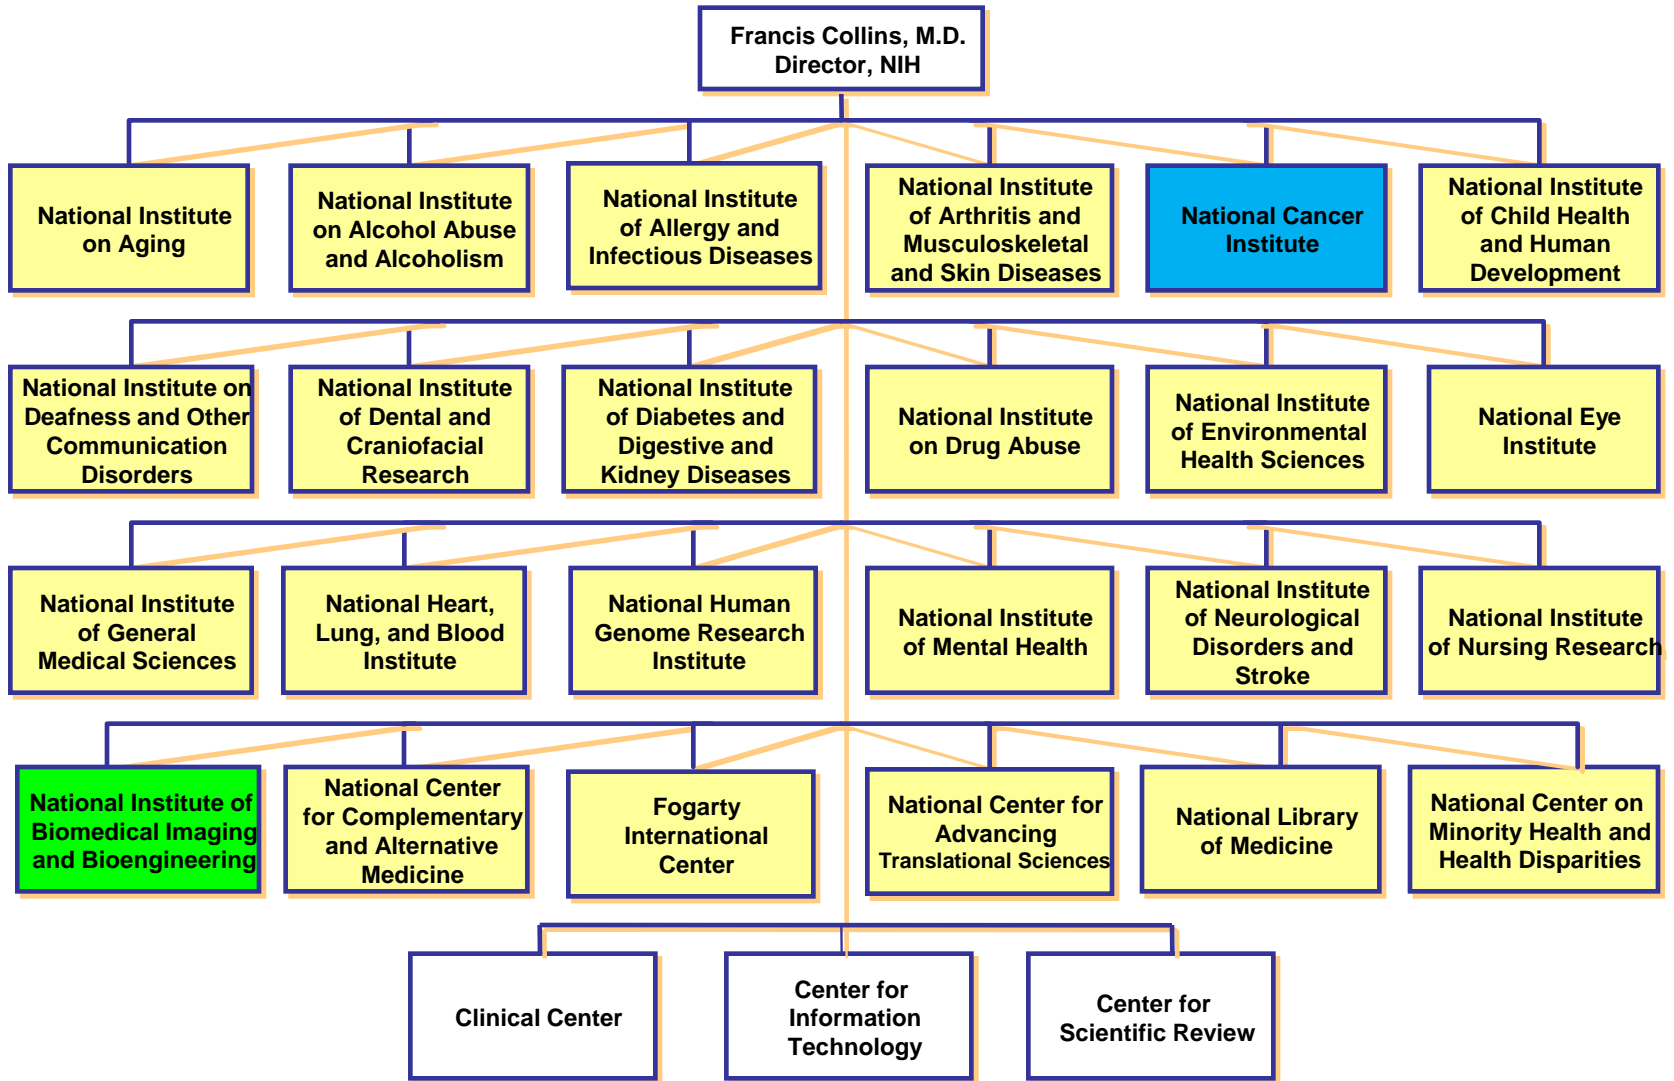 Francis Collins, M.D.
Director, NIH
National Institute
on Aging
National Institute
on Alcohol Abuse
and Alcoholism
National Institute
of Allergy and
Infectious Diseases
National Institute
of Arthritis and
Musculoskeletal
and Skin Diseases
National Cancer
Institute
National Institute
of Child Health
and Human
Development
National Institute on
Deafness and Other
Communication
Disorders
National Institute
of Dental and
Craniofacial
Research
National Institute
of Diabetes and
Digestive and
Kidney Diseases
National Institute
on Drug Abuse
National Institute
of Environmental
Health Sciences
National Eye
Institute
National Institute
of General
Medical Sciences
National Heart,
Lung, and Blood
Institute
National Human
Genome Research
Institute
National Institute
of Mental Health
National Institute
of Neurological
Disorders and
Stroke
National Institute
of Nursing Research
National Institute of
Biomedical Imaging
and Bioengineering
National Center
for Complementary
and Alternative
Medicine
Fogarty
International
Center
National Center for
Advancing
Translational Sciences
National Library
of Medicine
National Center on
Minority Health and
Health Disparities
Clinical Center
Center for
Information
Technology
Center for
Scientific Review